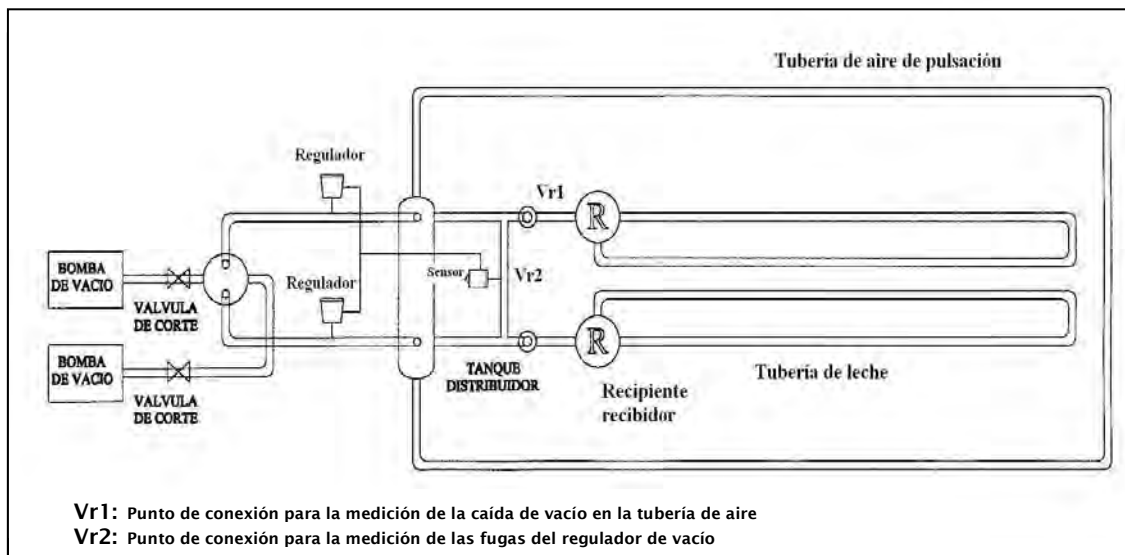 Tubería de aire de pulsación
Regulador
Vr1
R
BOMBA
DE VACIO
VALVULA
DE CORTE
Regulador
Sensor
Vr2
BOMBA
DE VACIO
VALVULA
DE CORTE
TANQUE
DISTRIBUIDOR
R
Recipiente
recibidor
Tubería de leche
Vr1: Punto de conexión para la medición de la caída de vacío en la tubería de aire
Vr2: Punto de conexión para la medición de las fugas del regulador de vacío